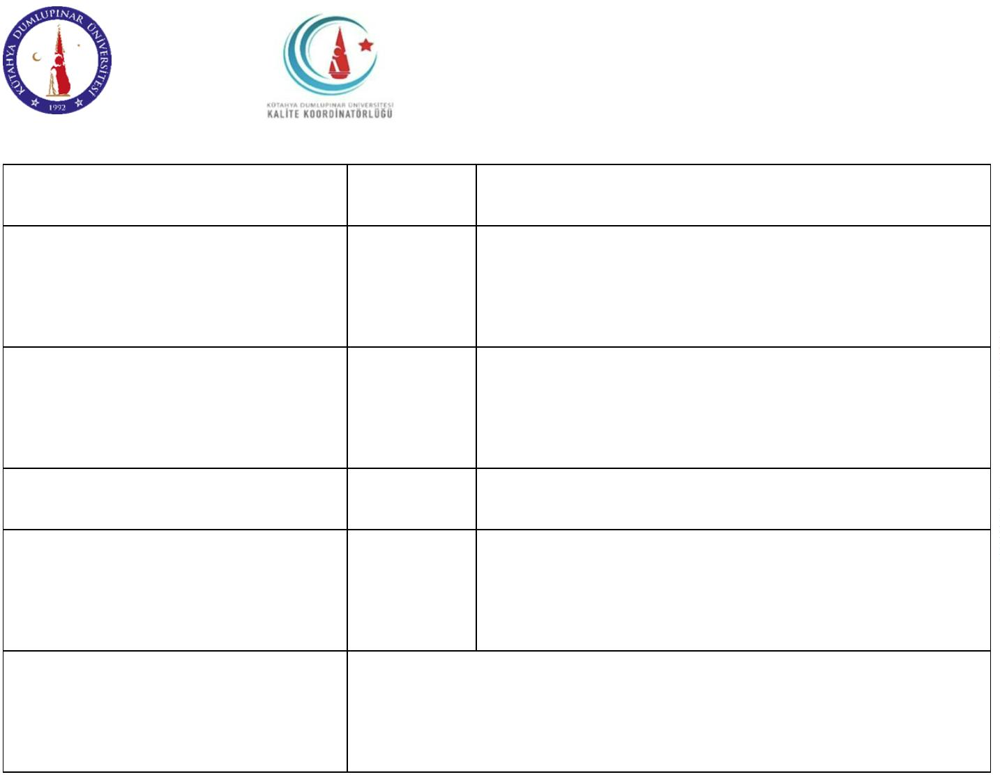 KÜTAHYA DUMLUPINAR ÜNİVERSİTESİ
1992
KÜTAHYA DUMLUPINAR ÜNİVERSİTESİ
KALİTE KOORDİNATÖRLÜĞÜ